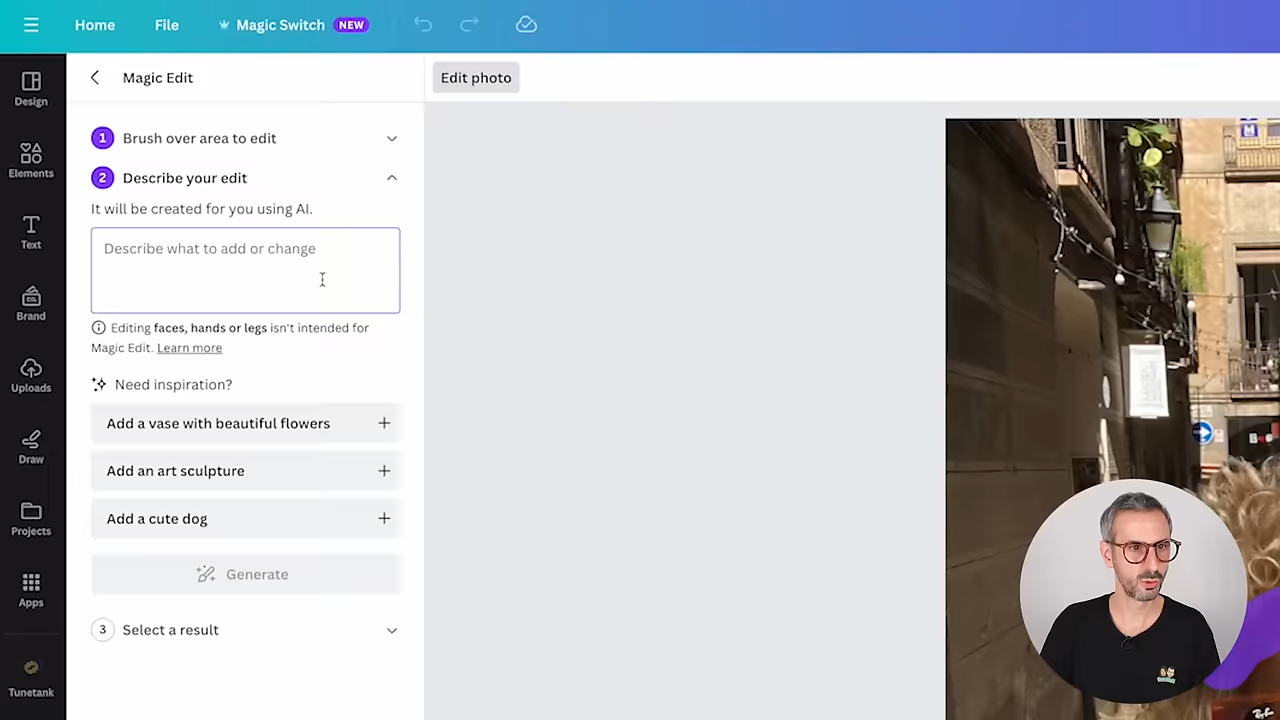 Home File Magic Switch NEW
Design
Elements
Text
Brand
Uploads
Draw
Projects
Apps
Tunetank
Magic Edit
Edit photo
1 Brush over area to edit
2 Describe your edit
It will be created for you using AI.
Describe what to add or change
Editing faces, hands or legs isn't intended for
Magic Edit. Learn more
Need inspiration?
Add a vase with beautiful flowers
Add an art sculpture
Add a cute dog
Generate
3 Select a result